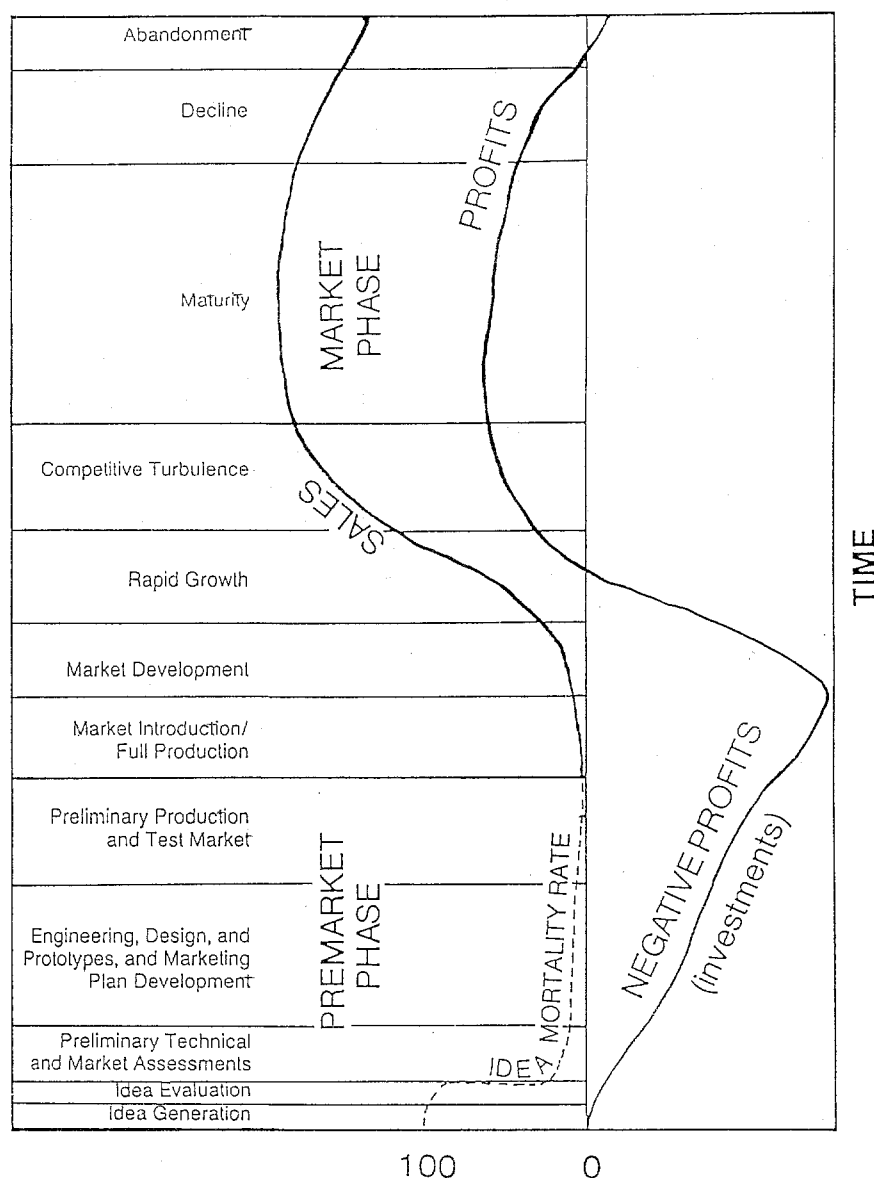 Abandonment
Decline
Maturity
Competitive Turbulence
Rapid Growth
Market Development
Market Introduction/
Full Production
Preliminary Production
and Test Market
Engineering, Design, and
Prototypes, and Marketing
Plan Development
Preliminary Technical
and Market Assessments
Idea Evaluation
Idea Generation
MARKET
PHASE
PREMARKET
PHASE
PROFITS
SALES
IDEA MORTALITY RATE
NEGATIVE PROFITS
(investments)
TIME
100
0